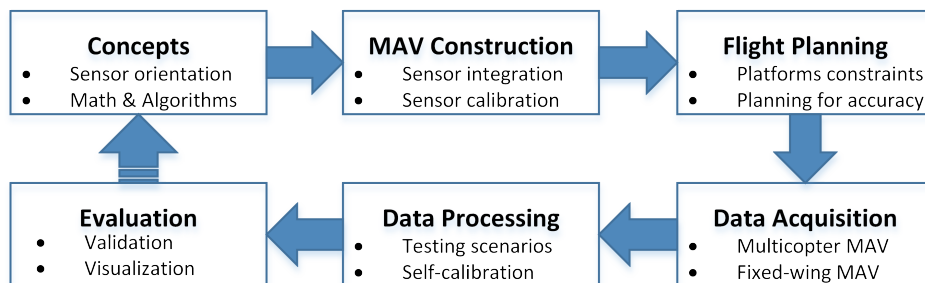 Concepts
• Sensor orientation
• Math & Algorithms
MAV Construction
• Sensor integration
• Sensor calibration
Flight Planning
• Platforms constraints
• Planning for accuracy
Evaluation
• Validation
• Visualization
Data Processing
• Testing scenarios
• Self-calibration
Data Acquisition
• Multicopter MAV
• Fixed-wing MAV